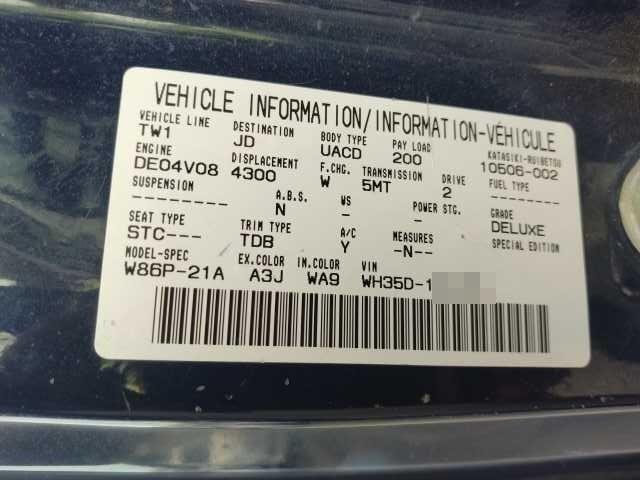 VEHICLE INFORMATION/INFORMATION-VÉHICULE
VEHICLE LINE DESTINATION BODY TYPE PAY LOAD KATASIKI-RUIBETSU
TW1 JD UACD 200 10506-002
ENGINE DISPLACEMENT F.CHG. TRANSMISSION DRIVE FUEL TYPE
DE04V08 4300 W 5MT 2 --------
SUSPENSION A.B.S. WS POWER STG. GRADE
-------- N - - DELUXE
SEAT TYPE TRIM TYPE A/C MEASURES SPECIAL EDITION
STC--- TDB Y -N--
MODEL-SPEC EX.COLOR IN.COLOR VIN
W86P-21A A3J WA9 WH35D-1